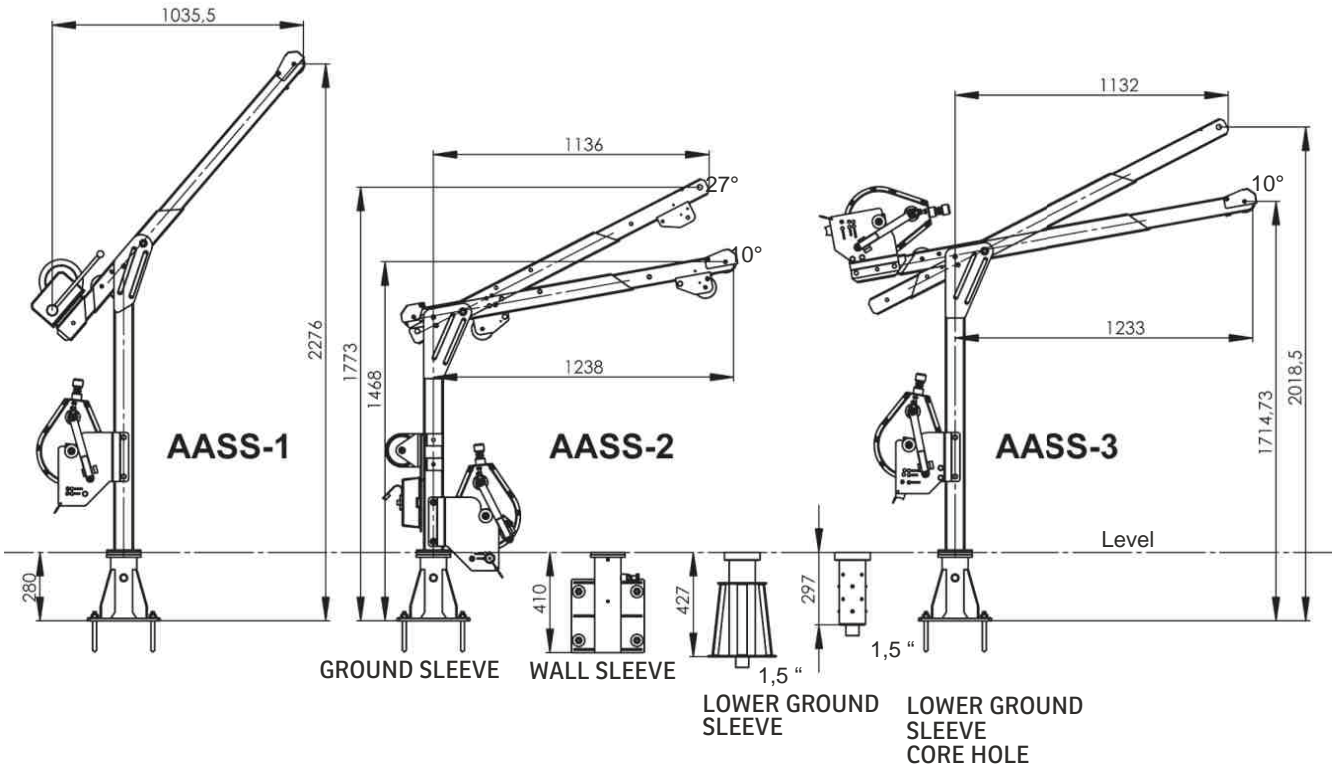 1035,5
2276
280
AASS-1
1136
27°
10°
1773
1468
1238
AASS-2
1132
10°
1233
2018,5
1714,73
AASS-3
Level
410
427
297
1,5 “
1,5 “
GROUND SLEEVE
WALL SLEEVE
LOWER GROUND
SLEEVE
LOWER GROUND
SLEEVE
CORE HOLE